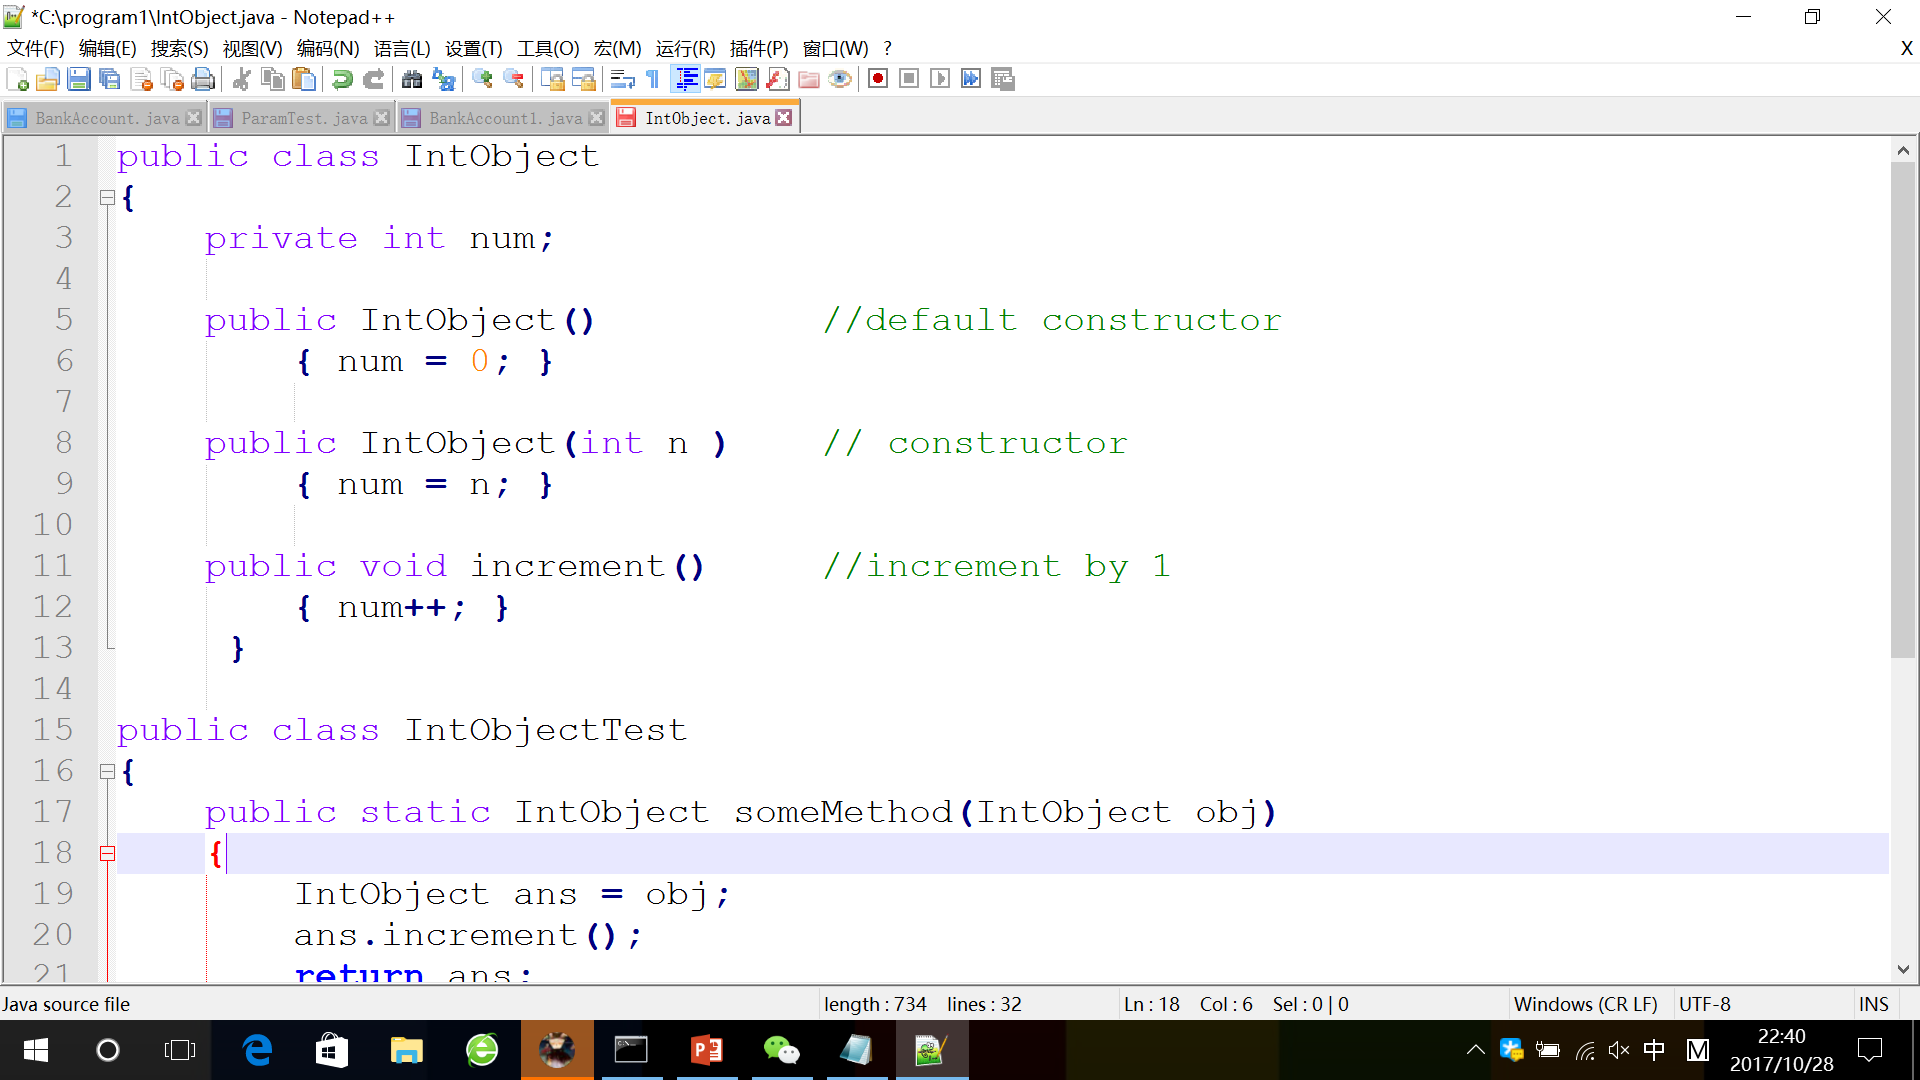 *C:\program1\IntObject.java - Notepad++
文件(F) 编辑(E) 搜索(S) 视图(V) 编码(N) 语言(L) 设置(T) 工具(O) 宏(M) 运行(R) 插件(P) 窗口(W) ? X
BankAccount.java ParamTest.java BankAccount1.java IntObject.java
1 public class IntObject
2 {
3 private int num;
4
5 public IntObject() //default constructor
6 { num = 0; }
7
8 public IntObject(int n ) // constructor
9 { num = n; }
10
11 public void increment() //increment by 1
12 { num++; }
13 }
14
15 public class IntObjectTest
16 {
17 public static IntObject someMethod(IntObject obj)
18 {
19 IntObject ans = obj;
20 ans.increment();
21 return ans;
Java source file length : 734 lines : 32 Ln : 18 Col : 6 Sel : 0 | 0 Windows (CR LF) UTF-8 INS
中 M 22:40
2017/10/28